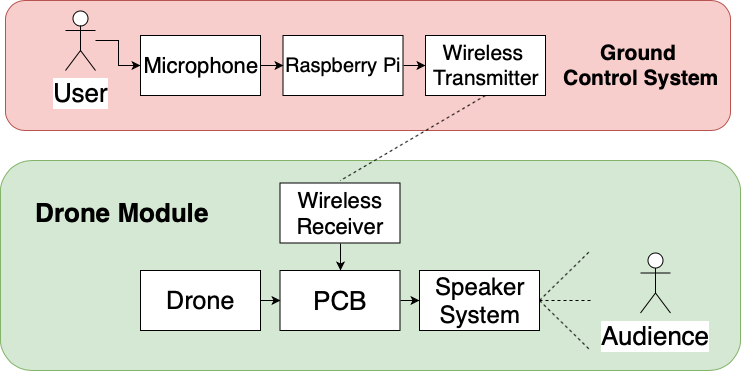 User
Microphone
Raspberry Pi
Wireless
Transmitter
Ground
Control System
Drone Module
Wireless
Receiver
Drone
PCB
Speaker
System
Audience